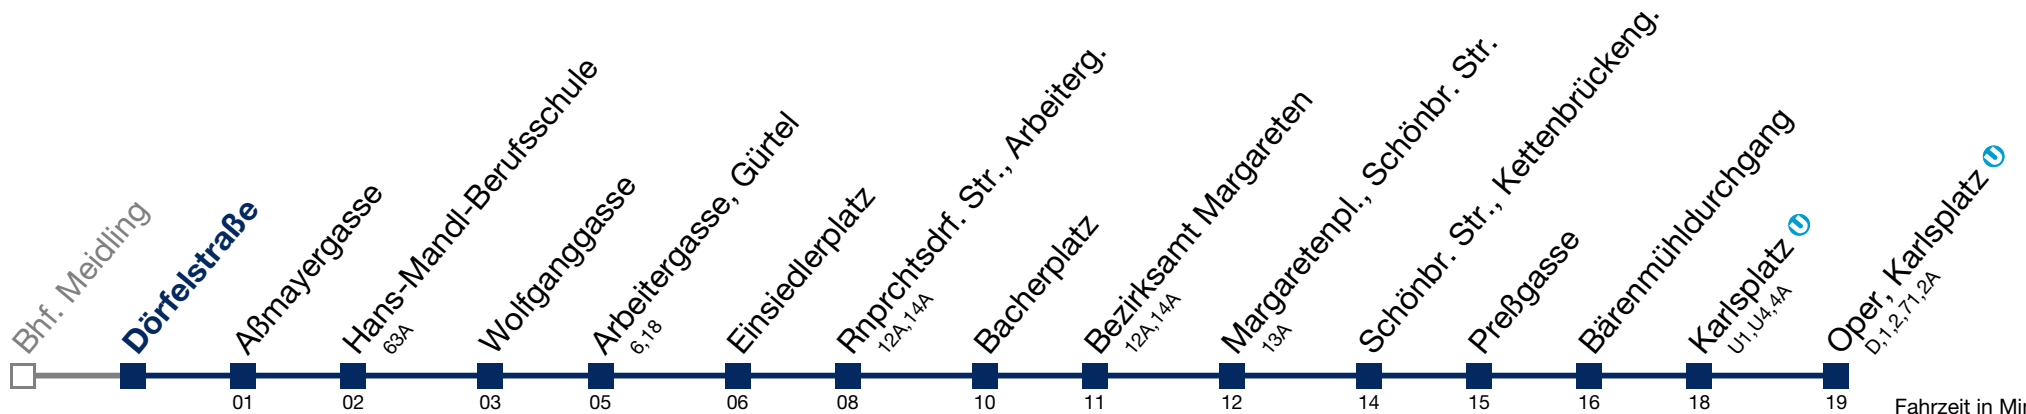 Bhf. Meidling
Dörfelstraße
Aßmayergasse
01
Hans-Mandl-Berufsschule
63A
02
Wolfganggasse
03
Arbeitergasse, Gürtel
6,18
05
Einsiedlerplatz
06
Rnprchtsdrf. Str., Arbeiterg.
12A,14A
08
Bacherplatz
10
Bezirksamt Margareten
12A,14A
11
Margaretenpl., Schönbr. Str.
13A
12
Schönbr. Str., Kettenbrückeng.
14
Preßgasse
15
Bärenmühldurchgang
16
Karlsplatz U
U1,U4,4A
18
Oper, Karlsplatz U
D,1,2,71,2A
19
Fahrzeit in Min